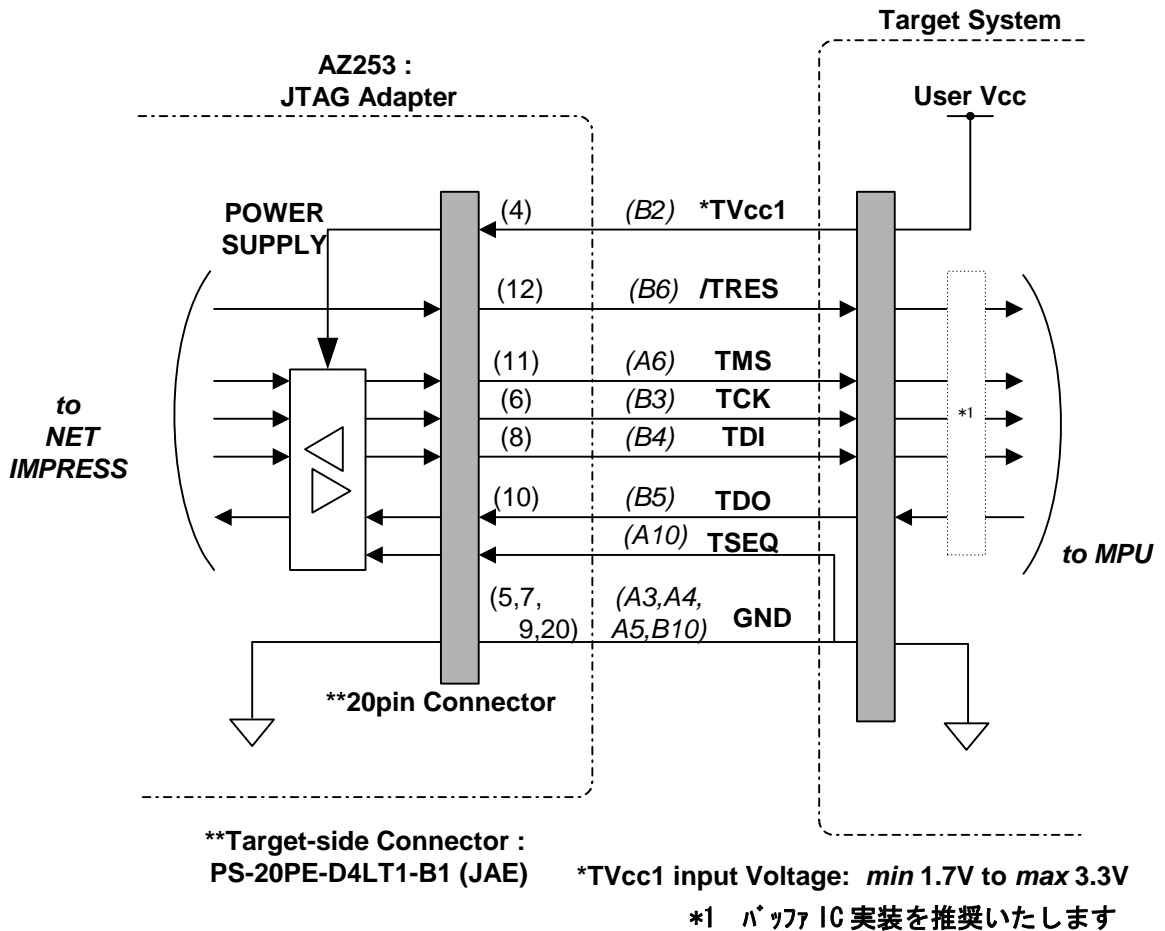 Target System
AZ253 :
JTAG Adapter
User Vcc
POWER
SUPPLY
(4) (B2) *TVcc1
(12) (B6) /TRES
(11) (A6) TMS
(6) (B3) TCK
*1
(8) (B4) TDI
to
NET
IMPRESS
(10) (B5) TDO
(A10) TSEQ
to MPU
(5,7, (A3,A4,
9,20) A5,B10) GND
**20pin Connector
**Target-side Connector :
PS-20PE-D4LT1-B1 (JAE)
*TVcc1 input Voltage: min 1.7V to max 3.3V
*1 バッファIC実装を推奨いたします